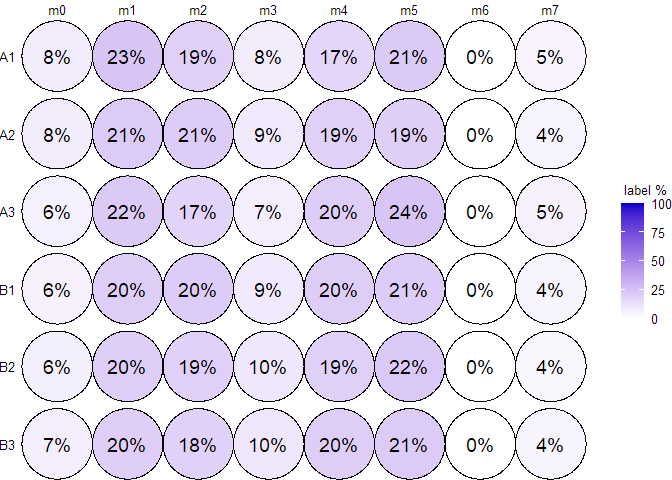 m0 m1 m2 m3 m4 m5 m6 m7
A1 8% 23% 19% 8% 17% 21% 0% 5%
A2 8% 21% 21% 9% 19% 19% 0% 4%
A3 6% 22% 17% 7% 20% 24% 0% 5%
B1 6% 20% 20% 9% 20% 21% 0% 4%
B2 6% 20% 19% 10% 19% 22% 0% 4%
B3 7% 20% 18% 10% 20% 21% 0% 4%
label %
100
75
50
25
0